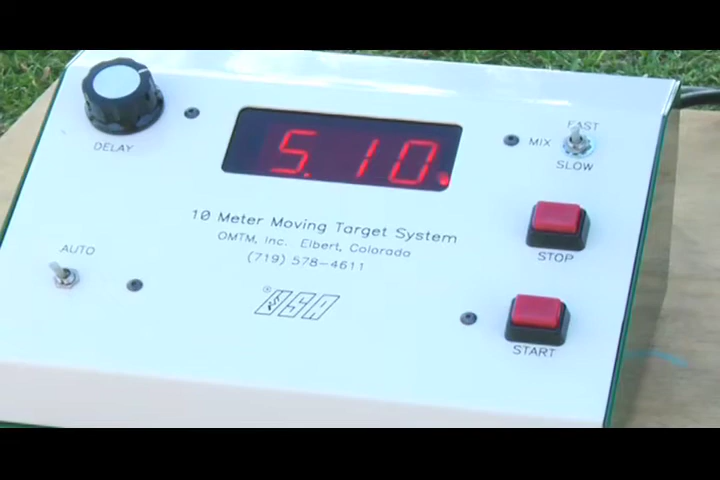 DELAY
5.10.
FAST
MIX
SLOW
10 Meter Moving Target System
OMTM, Inc. Elbert, Colorado
(719) 578-4611
AUTO
STOP
® USA
START